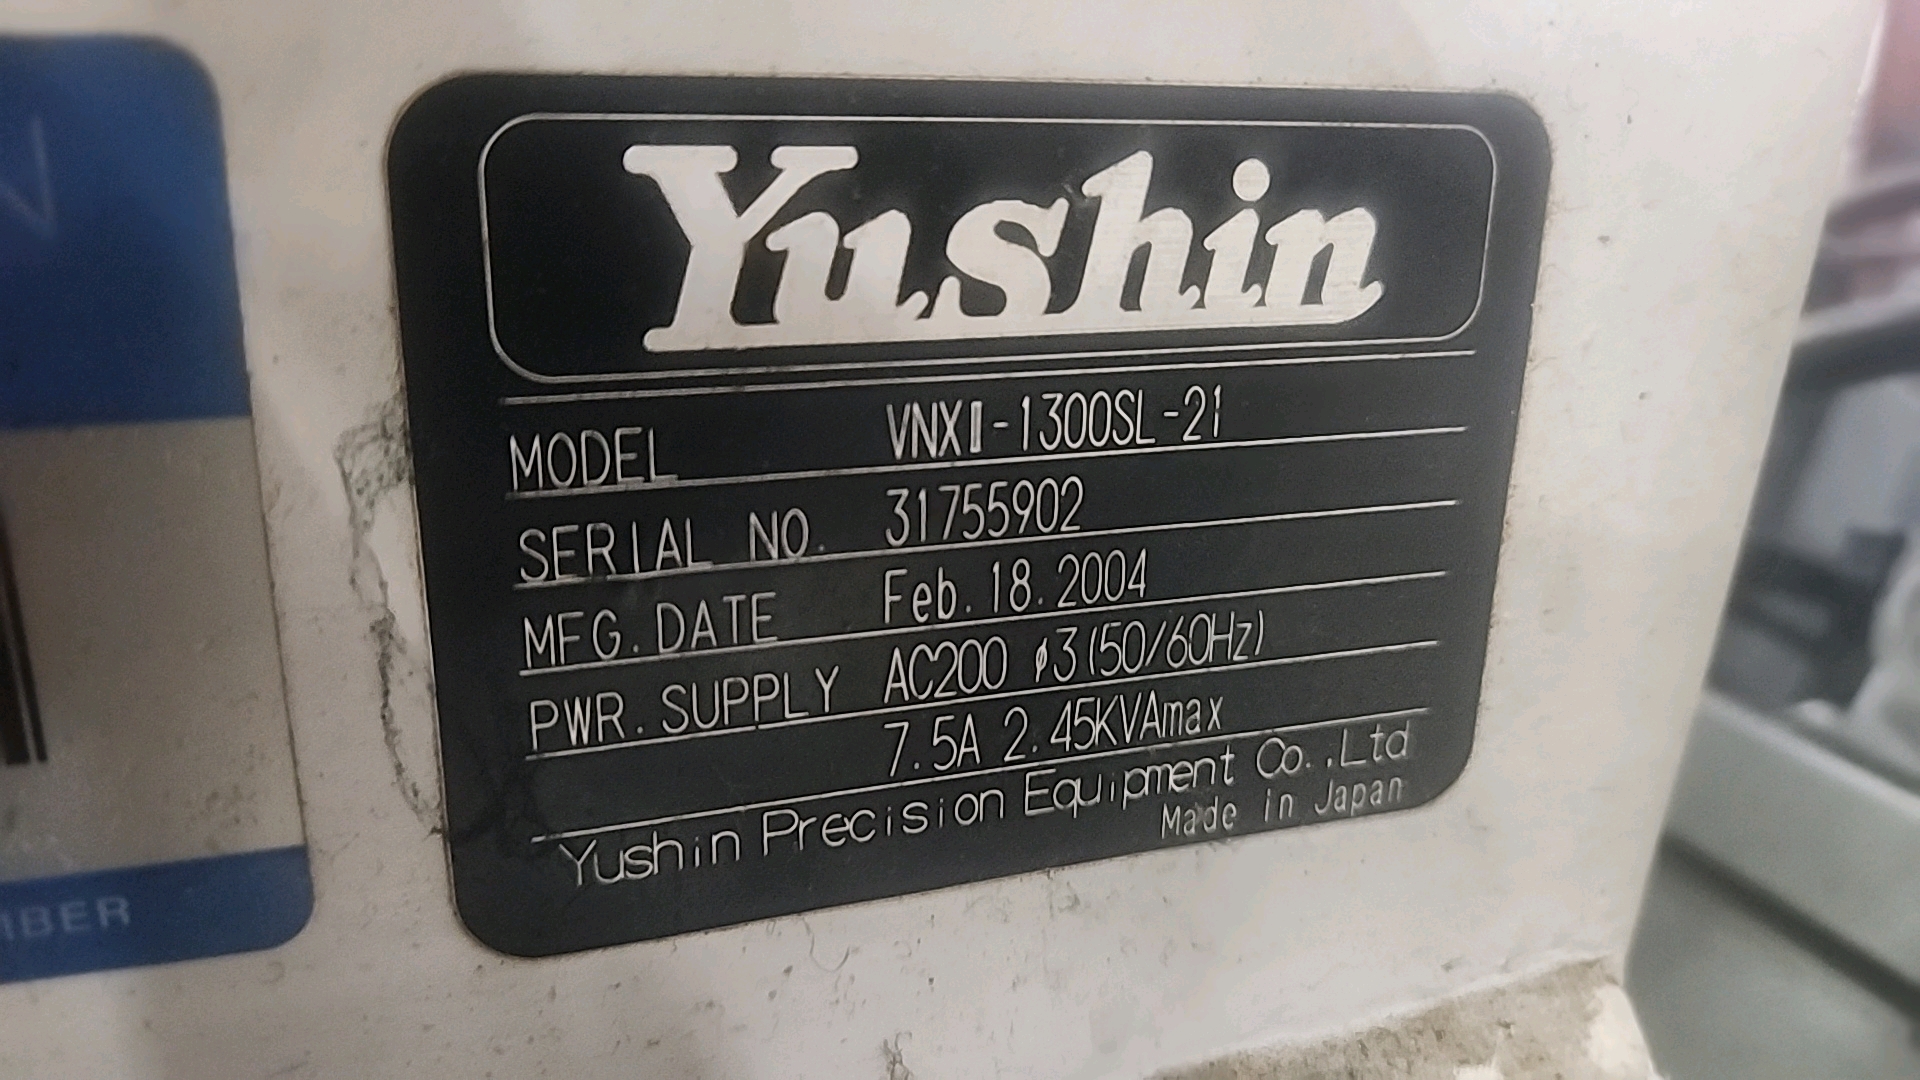 Yushin
MODEL VNXⅡ-1300SL-21
SERIAL NO. 31755902
MFG.DATE Feb.18.2004
PWR.SUPPLY AC200 φ3(50/60Hz)
7.5A 2.45KVAmax
Yushin Precision Equipment Co.,Ltd
Made in Japan